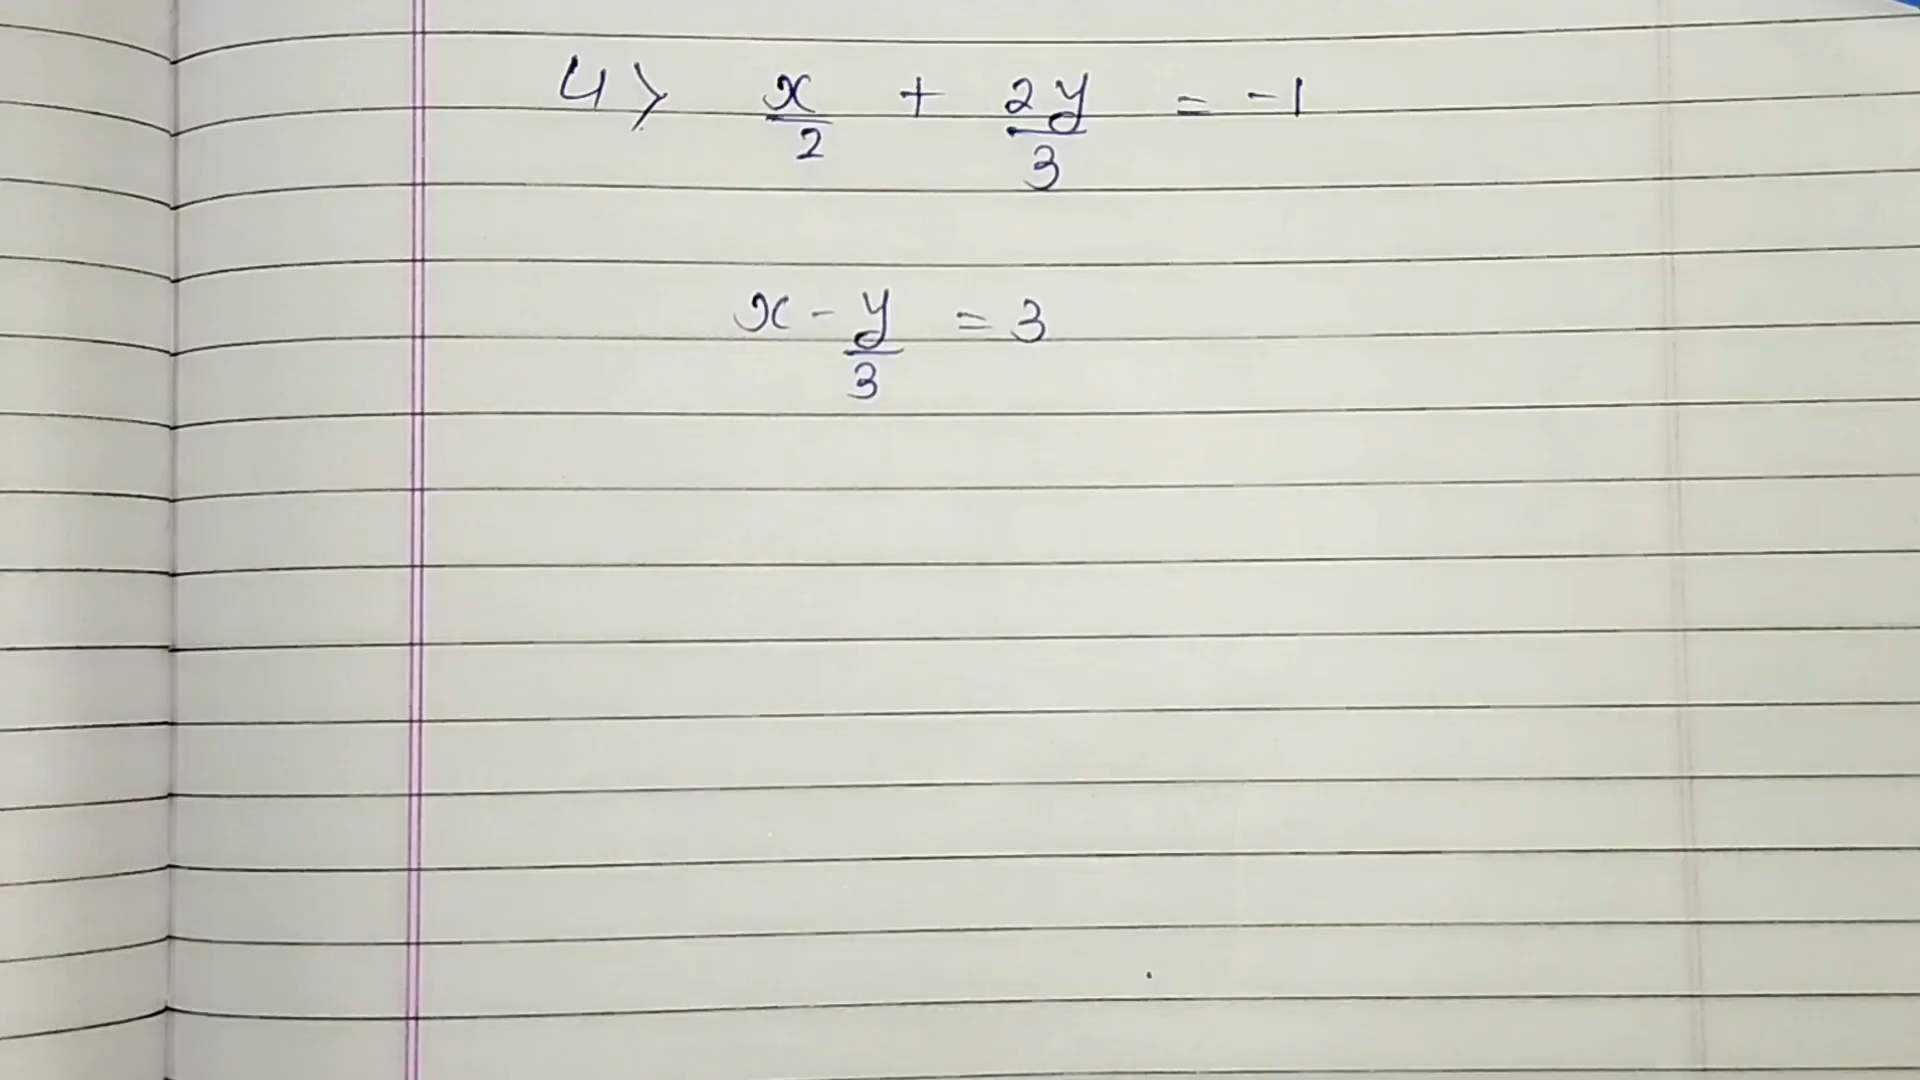 4> x/2 + 2y/3 = -1
x - y/3 = 3